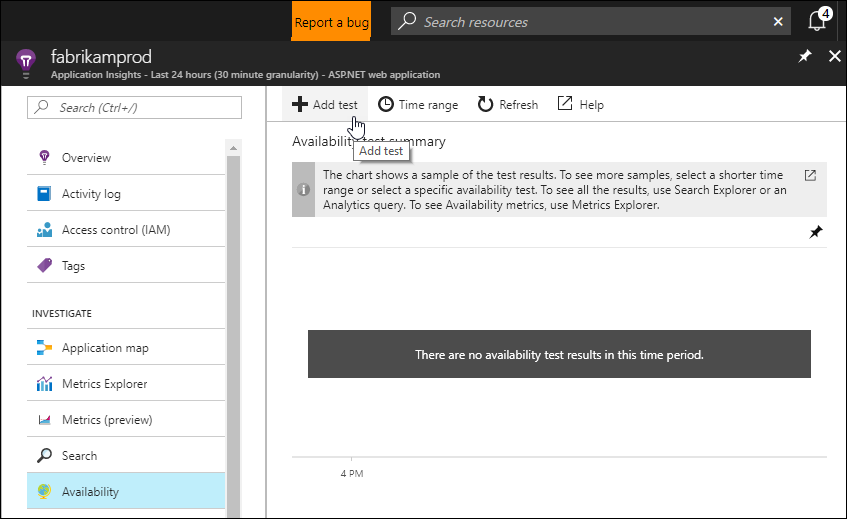 Report a bug
Search resources
4
fabrikamprod
Application Insights - Last 24 hours (30 minute granularity) - ASP.NET web application
Search (Ctrl+/)
Overview
Activity log
Access control (IAM)
Tags
INVESTIGATE
Application map
Metrics Explorer
Metrics (preview)
Search
Availability
Add test
Time range
Refresh
Help
Availability test summary
Add test
The chart shows a sample of the test results. To see more samples, select a shorter time
range or select a specific availability test. To see all the results, use Search Explorer or an
Analytics query. To see Availability metrics, use Metrics Explorer.
There are no availability test results in this time period.
4 PM